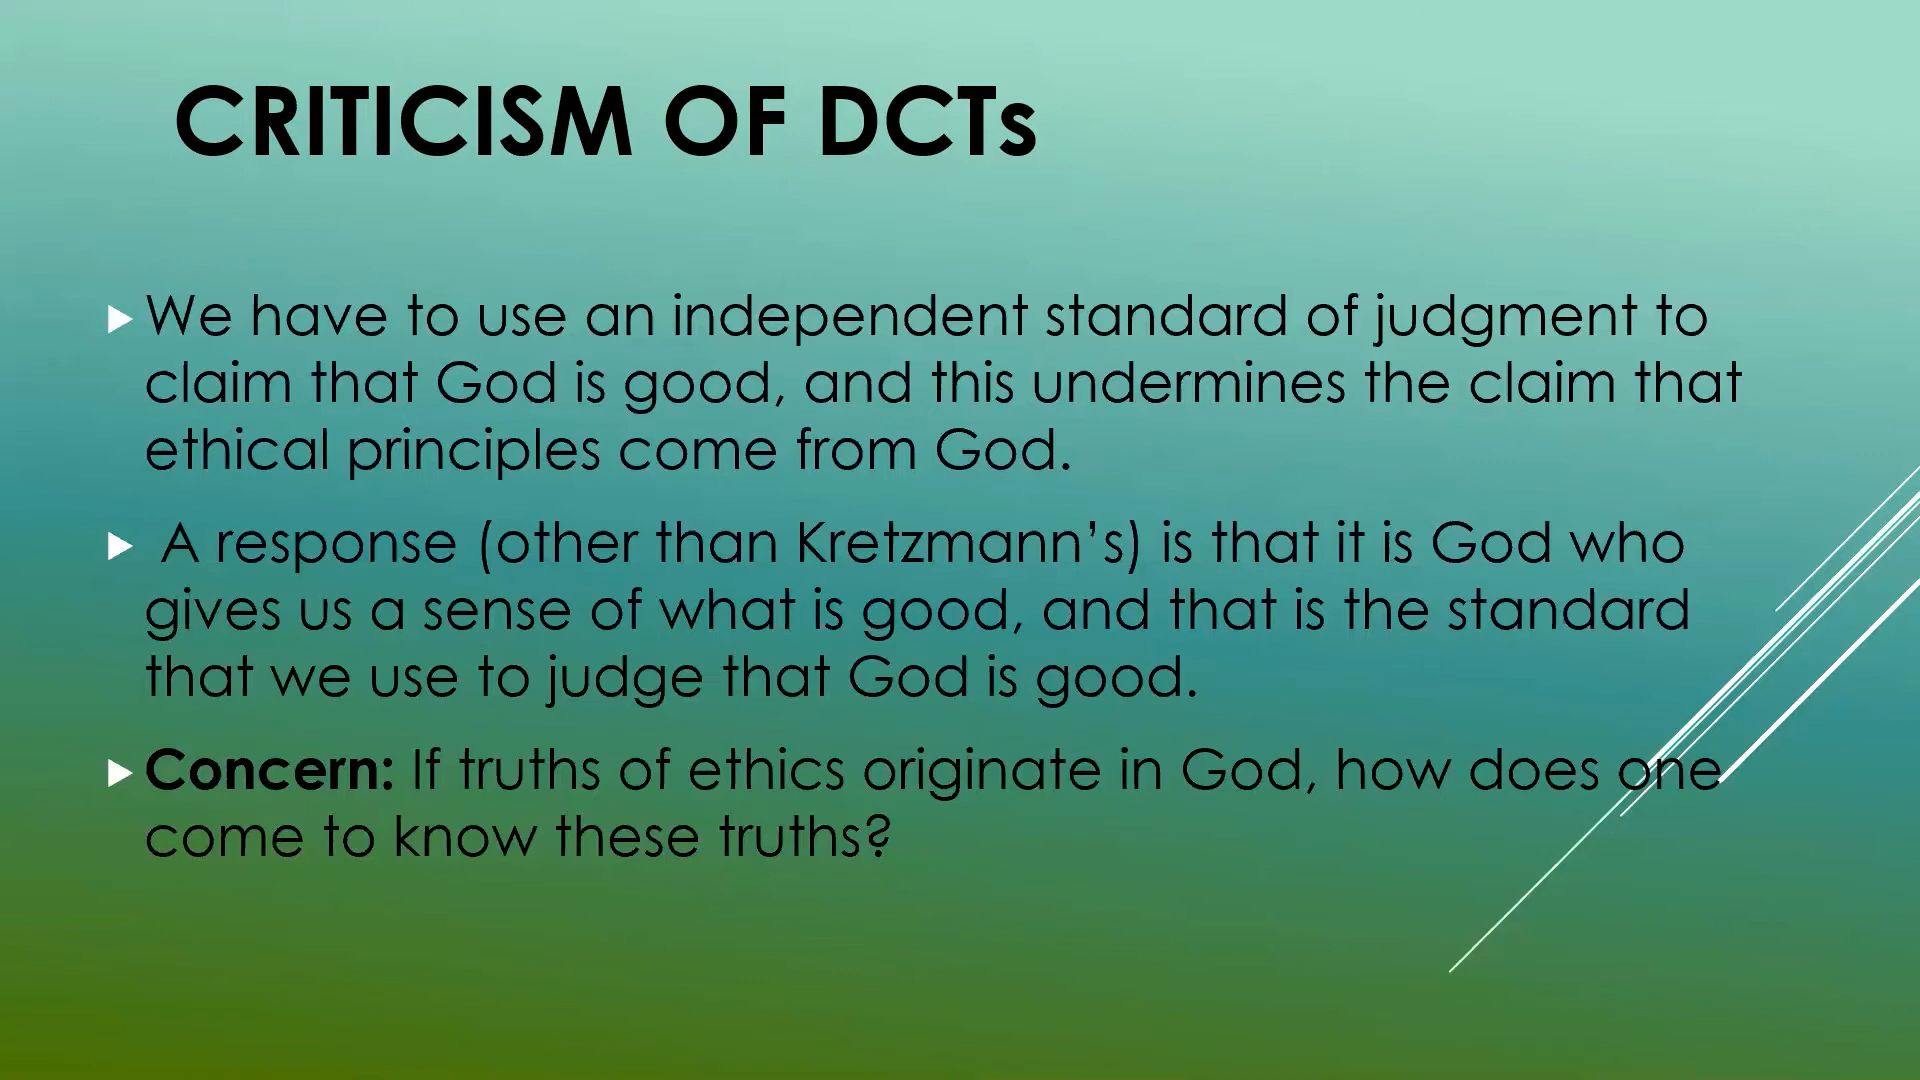 CRITICISM OF DCTs
We have to use an independent standard of judgment to
claim that God is good, and this undermines the claim that
ethical principles come from God.
A response (other than Kretzmann’s) is that it is God who
gives us a sense of what is good, and that is the standard
that we use to judge that God is good.
Concern: If truths of ethics originate in God, how does one
come to know these truths?